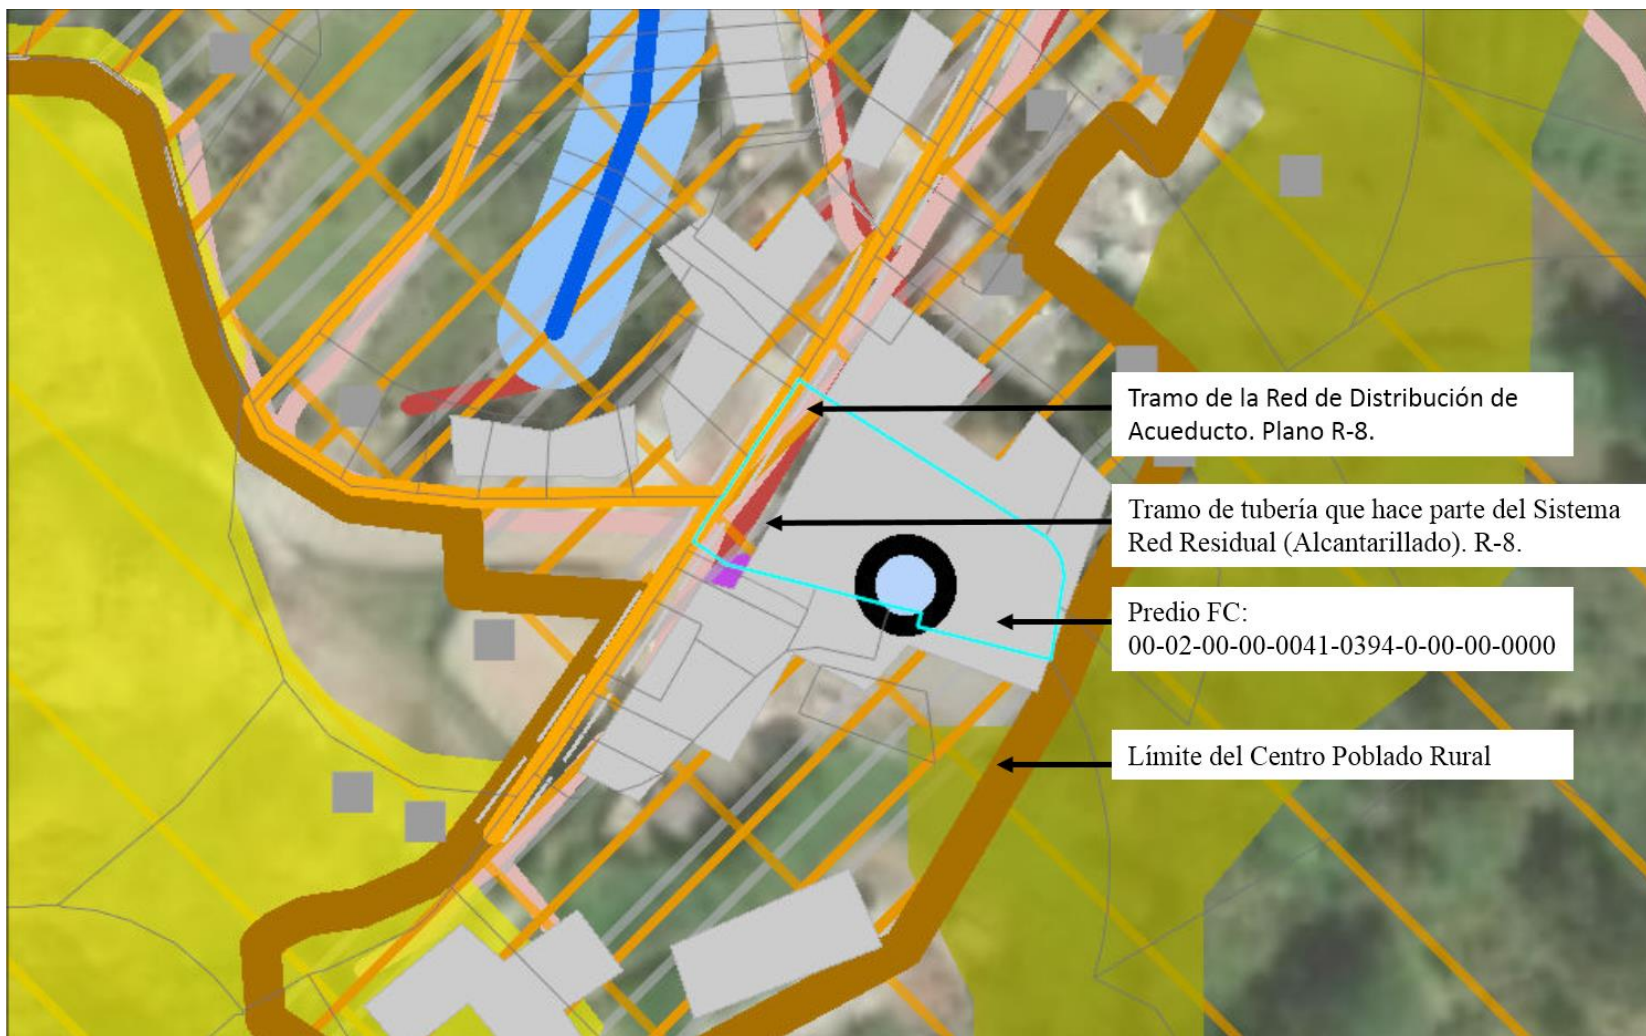 Tramo de la Red de Distribución de
Acueducto. Plano R-8.
Tramo de tubería que hace parte del Sistema
Red Residual (Alcantarillado). R-8.
Predio FC:
00-02-00-00-0041-0394-0-00-00-0000
Límite del Centro Poblado Rural